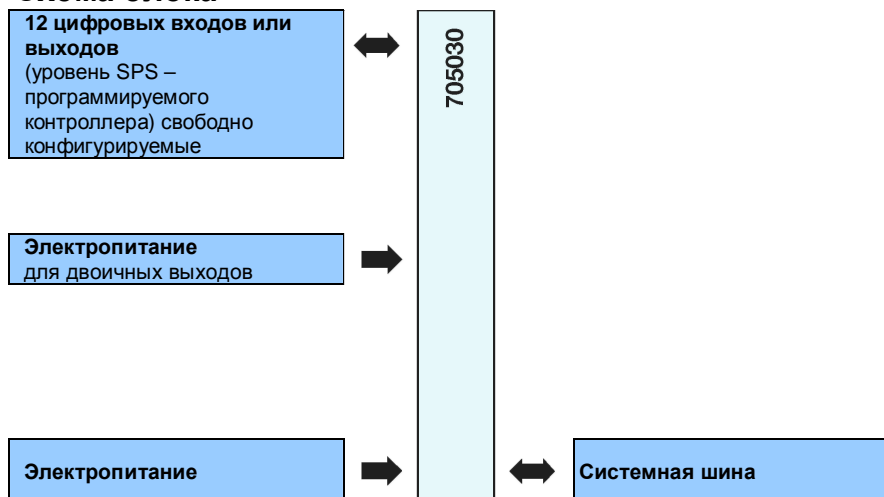 12 цифровых входов или
выходов
(уровень SPS –
программируемого
контроллера) свободно
конфигурируемые
705030
Электропитание
для двоичных выходов
Электропитание
Системная шина